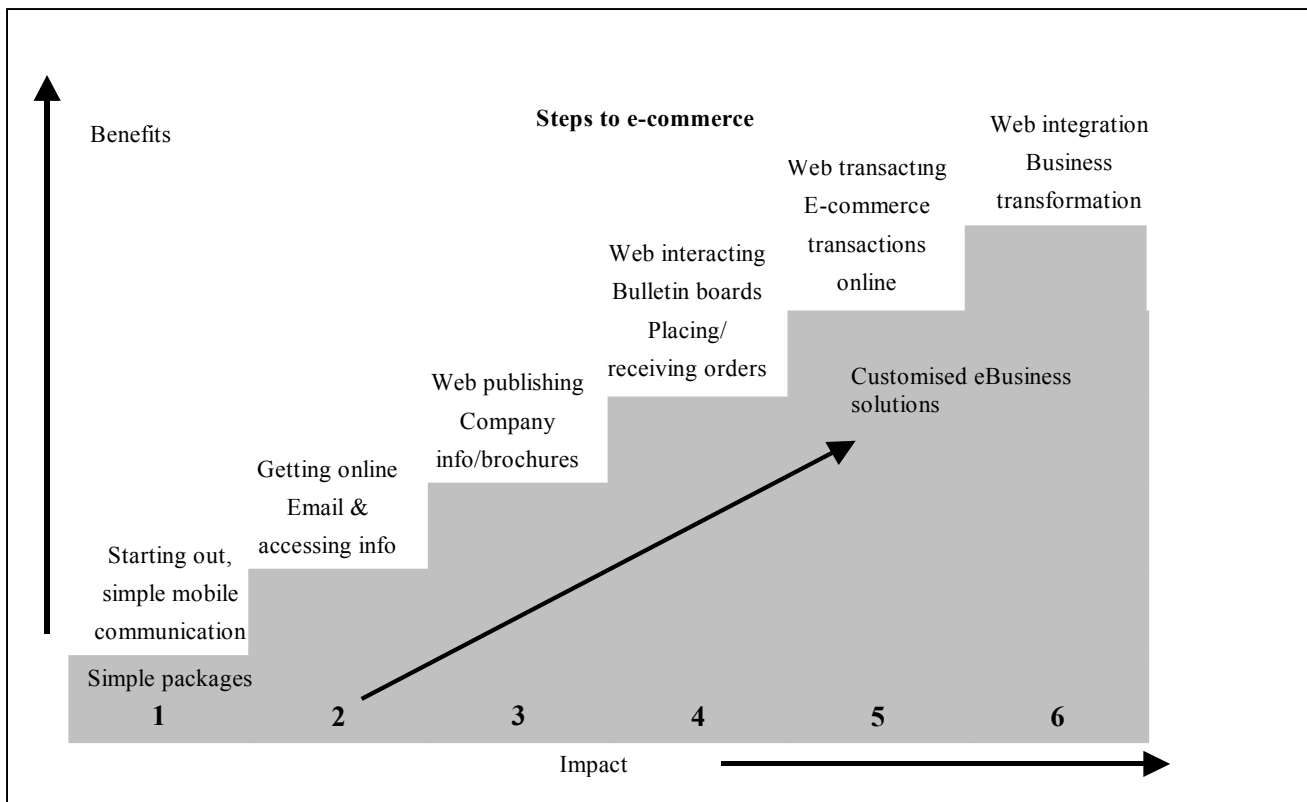 Benefits
Steps to e-commerce
Web integration
Business
transformation
Web transacting
E-commerce
transactions
online
Web interacting
Bulletin boards
Placing/
receiving orders
Web publishing
Company
info/brochures
Getting online
Email &
accessing info
Starting out,
simple mobile
communication
Customised eBusiness
solutions
Simple packages
1 2 3 4 5 6
Impact